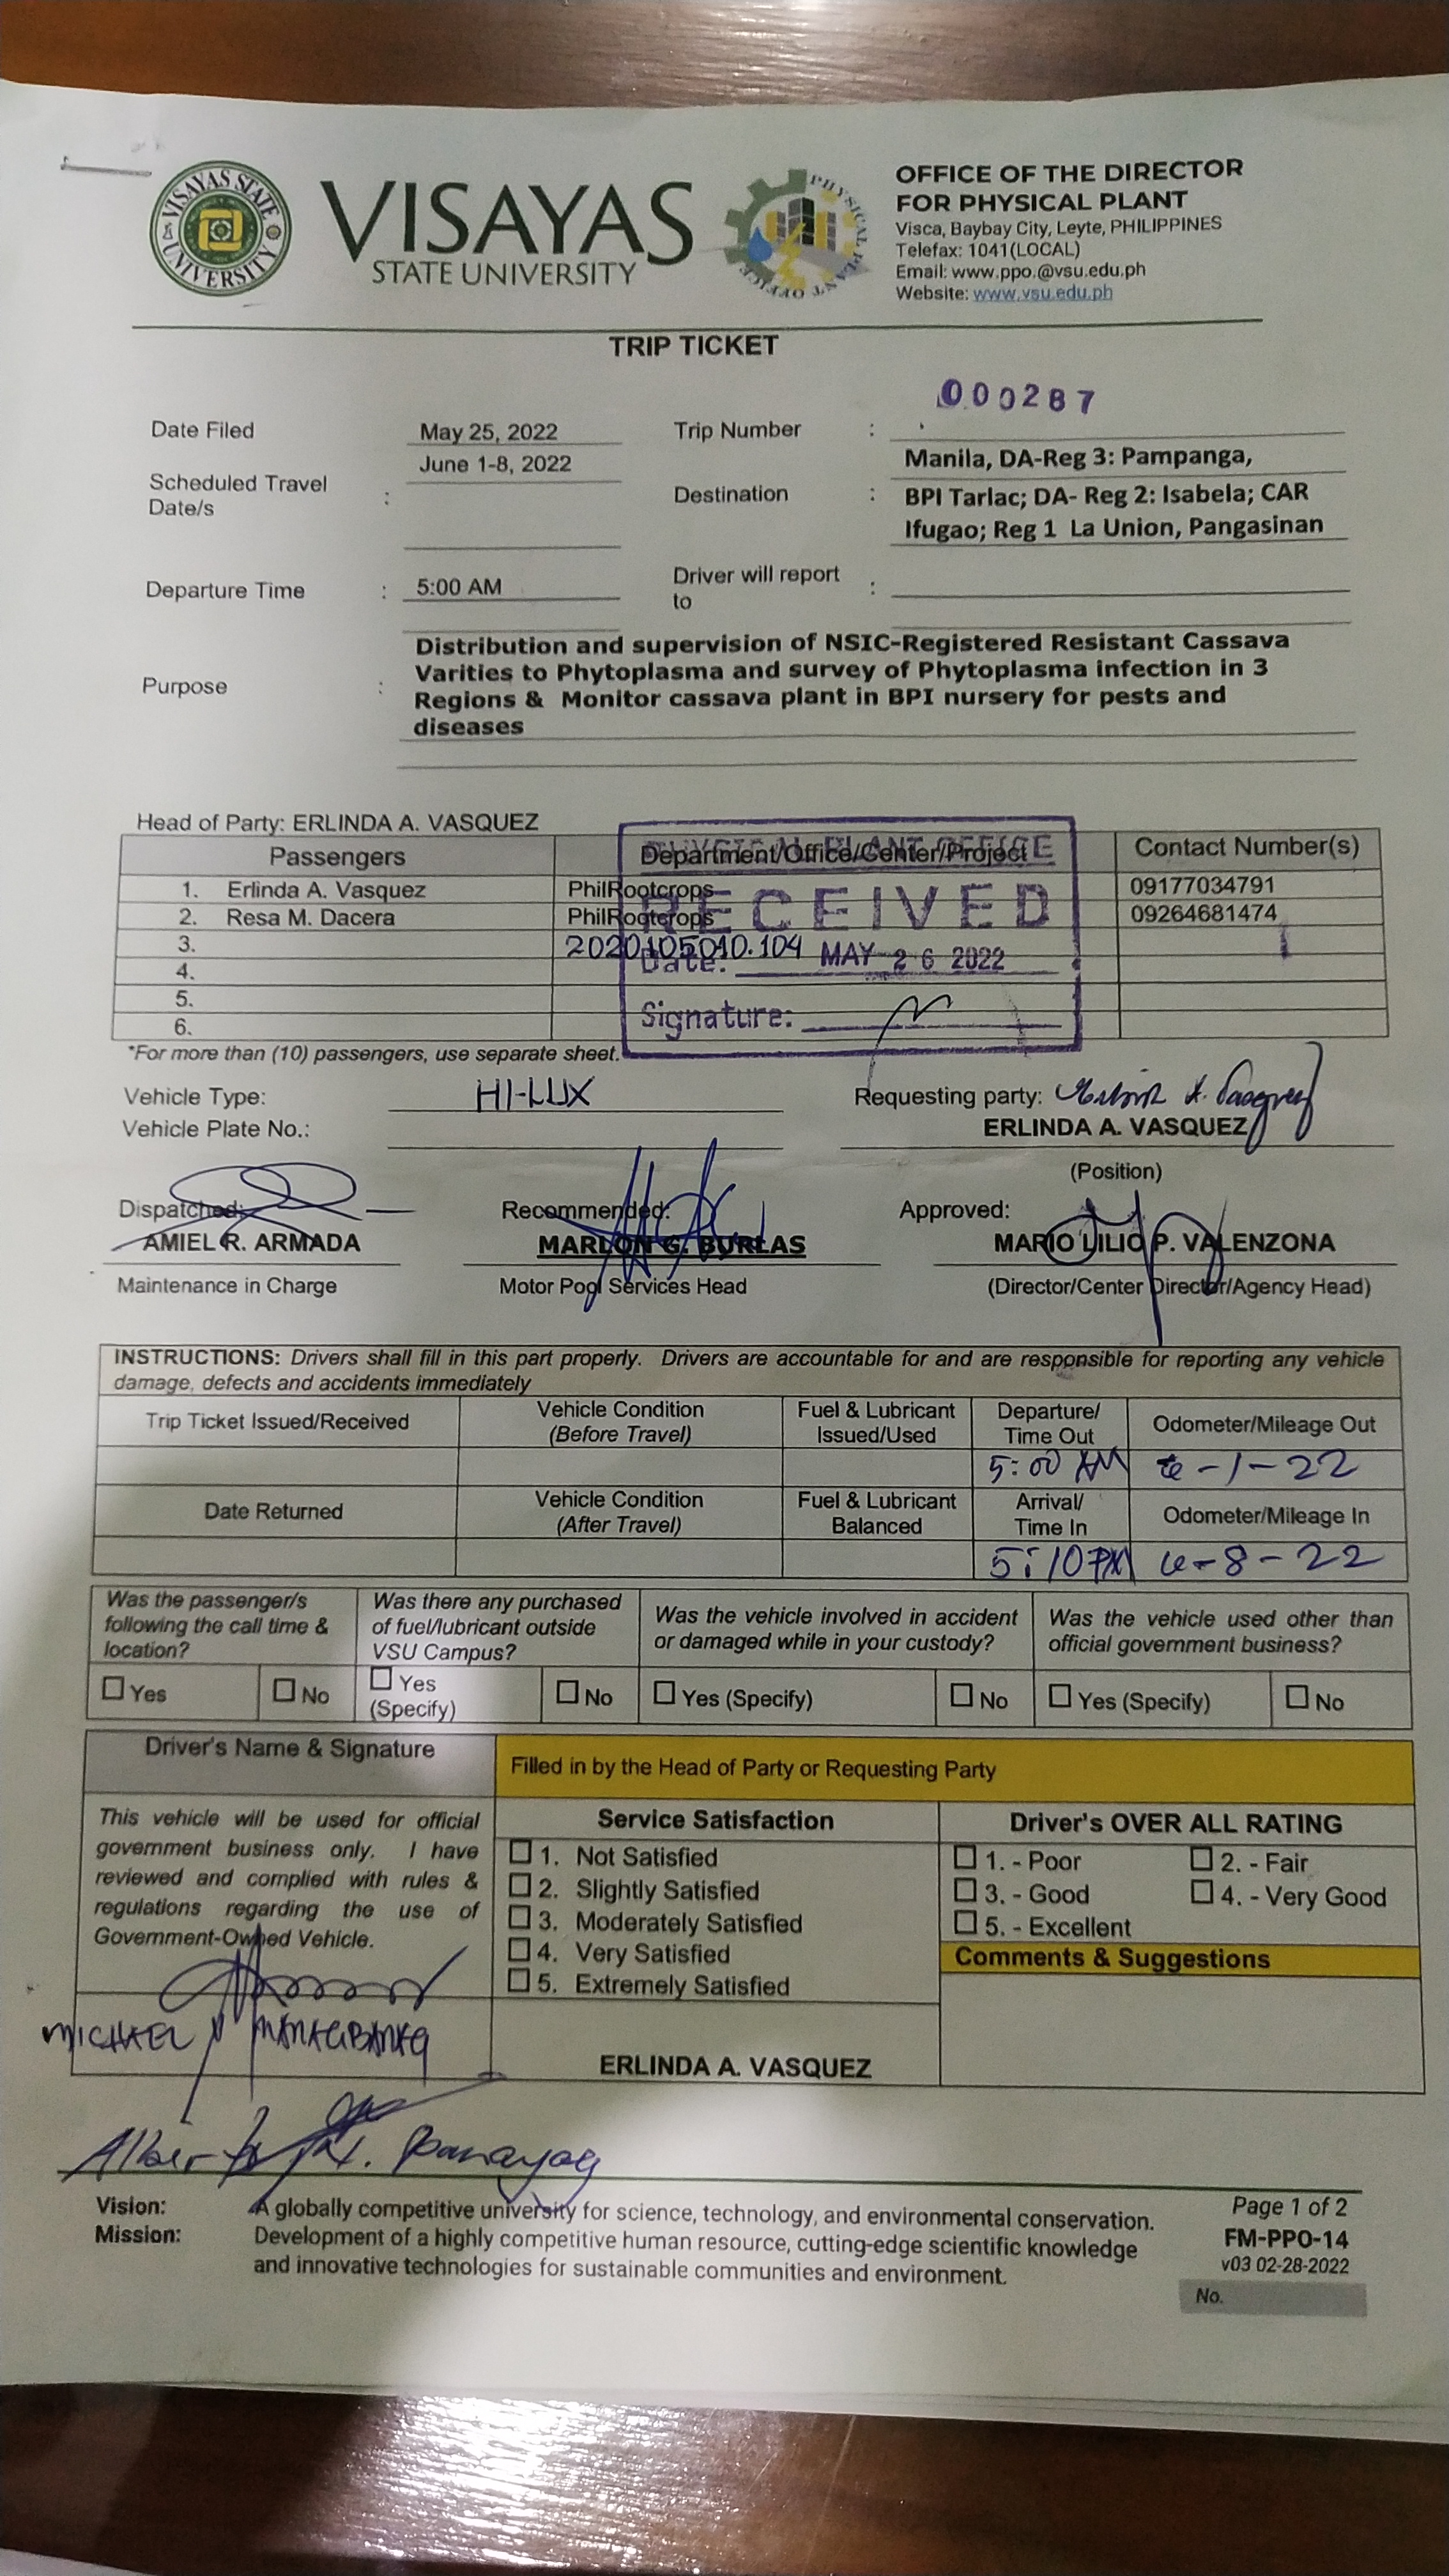 VISAYAS STATE UNIVERSITY
VISAYAS
STATE UNIVERSITY
PHYSICAL PLANT OFFICE
OFFICE OF THE DIRECTOR
FOR PHYSICAL PLANT
Visca, Baybay City, Leyte, PHILIPPINES
Telefax: 1041(LOCAL)
Email: www.ppo.@vsu.edu.ph
Website: www.vsu.edu.ph
TRIP TICKET
000287
Date Filed May 25, 2022 Trip Number :
Scheduled Travel Date/s : June 1-8, 2022
Destination : Manila, DA-Reg 3: Pampanga,
BPI Tarlac; DA- Reg 2: Isabela; CAR
Ifugao; Reg 1 La Union, Pangasinan
Departure Time : 5:00 AM Driver will report to :
Purpose : Distribution and supervision of NSIC-Registered Resistant Cassava
Varities to Phytoplasma and survey of Phytoplasma infection in 3
Regions & Monitor cassava plant in BPI nursery for pests and
diseases
Head of Party: ERLINDA A. VASQUEZ
Passengers Department/Office/Center/Project Contact Number(s)
1. Erlinda A. Vasquez PhilRootcrops 09177034791
2. Resa M. Dacera PhilRootcrops 09264681474
3. 2020105010.104
4.
5.
6.
PHYSICAL PLANT OFFICE
RECEIVED
Date: MAY 26 2022
Signature:
*For more than (10) passengers, use separate sheet.
Vehicle Type: HI-LUX Requesting party:
Vehicle Plate No.: ERLINDA A. VASQUEZ
(Position)
Dispatched: Recommended: Approved:
AMIEL R. ARMADA MARLON G. BURLAS MARIO LILIO P. VALENZONA
Maintenance in Charge Motor Pool Services Head (Director/Center Director/Agency Head)
INSTRUCTIONS: Drivers shall fill in this part properly. Drivers are accountable for and are responsible for reporting any vehicle
damage, defects and accidents immediately
Trip Ticket Issued/Received Vehicle Condition (Before Travel) Fuel & Lubricant Issued/Used Departure/ Time Out Odometer/Mileage Out
5:00 AM 6-1-22
Date Returned Vehicle Condition (After Travel) Fuel & Lubricant Balanced Arrival/ Time In Odometer/Mileage In
5:10 PM 6-8-22
Was the passenger/s following the call time & location? Was there any purchased of fuel/lubricant outside VSU Campus? Was the vehicle involved in accident or damaged while in your custody? Was the vehicle used other than official government business?
Yes No Yes (Specify) No Yes (Specify) No Yes (Specify) No
Driver's Name & Signature Filled in by the Head of Party or Requesting Party
This vehicle will be used for official
government business only. I have
reviewed and complied with rules &
regulations regarding the use of
Government-Owned Vehicle.
Service Satisfaction
1. Not Satisfied
2. Slightly Satisfied
3. Moderately Satisfied
4. Very Satisfied
5. Extremely Satisfied
Driver's OVER ALL RATING
1. - Poor 2. - Fair
3. - Good 4. - Very Good
5. - Excellent
Comments & Suggestions
MICHAEL
ERLINDA A. VASQUEZ
Vision: A globally competitive university for science, technology, and environmental conservation.
Mission: Development of a highly competitive human resource, cutting-edge scientific knowledge
and innovative technologies for sustainable communities and environment.
Page 1 of 2
FM-PPO-14
v03 02-28-2022
No.